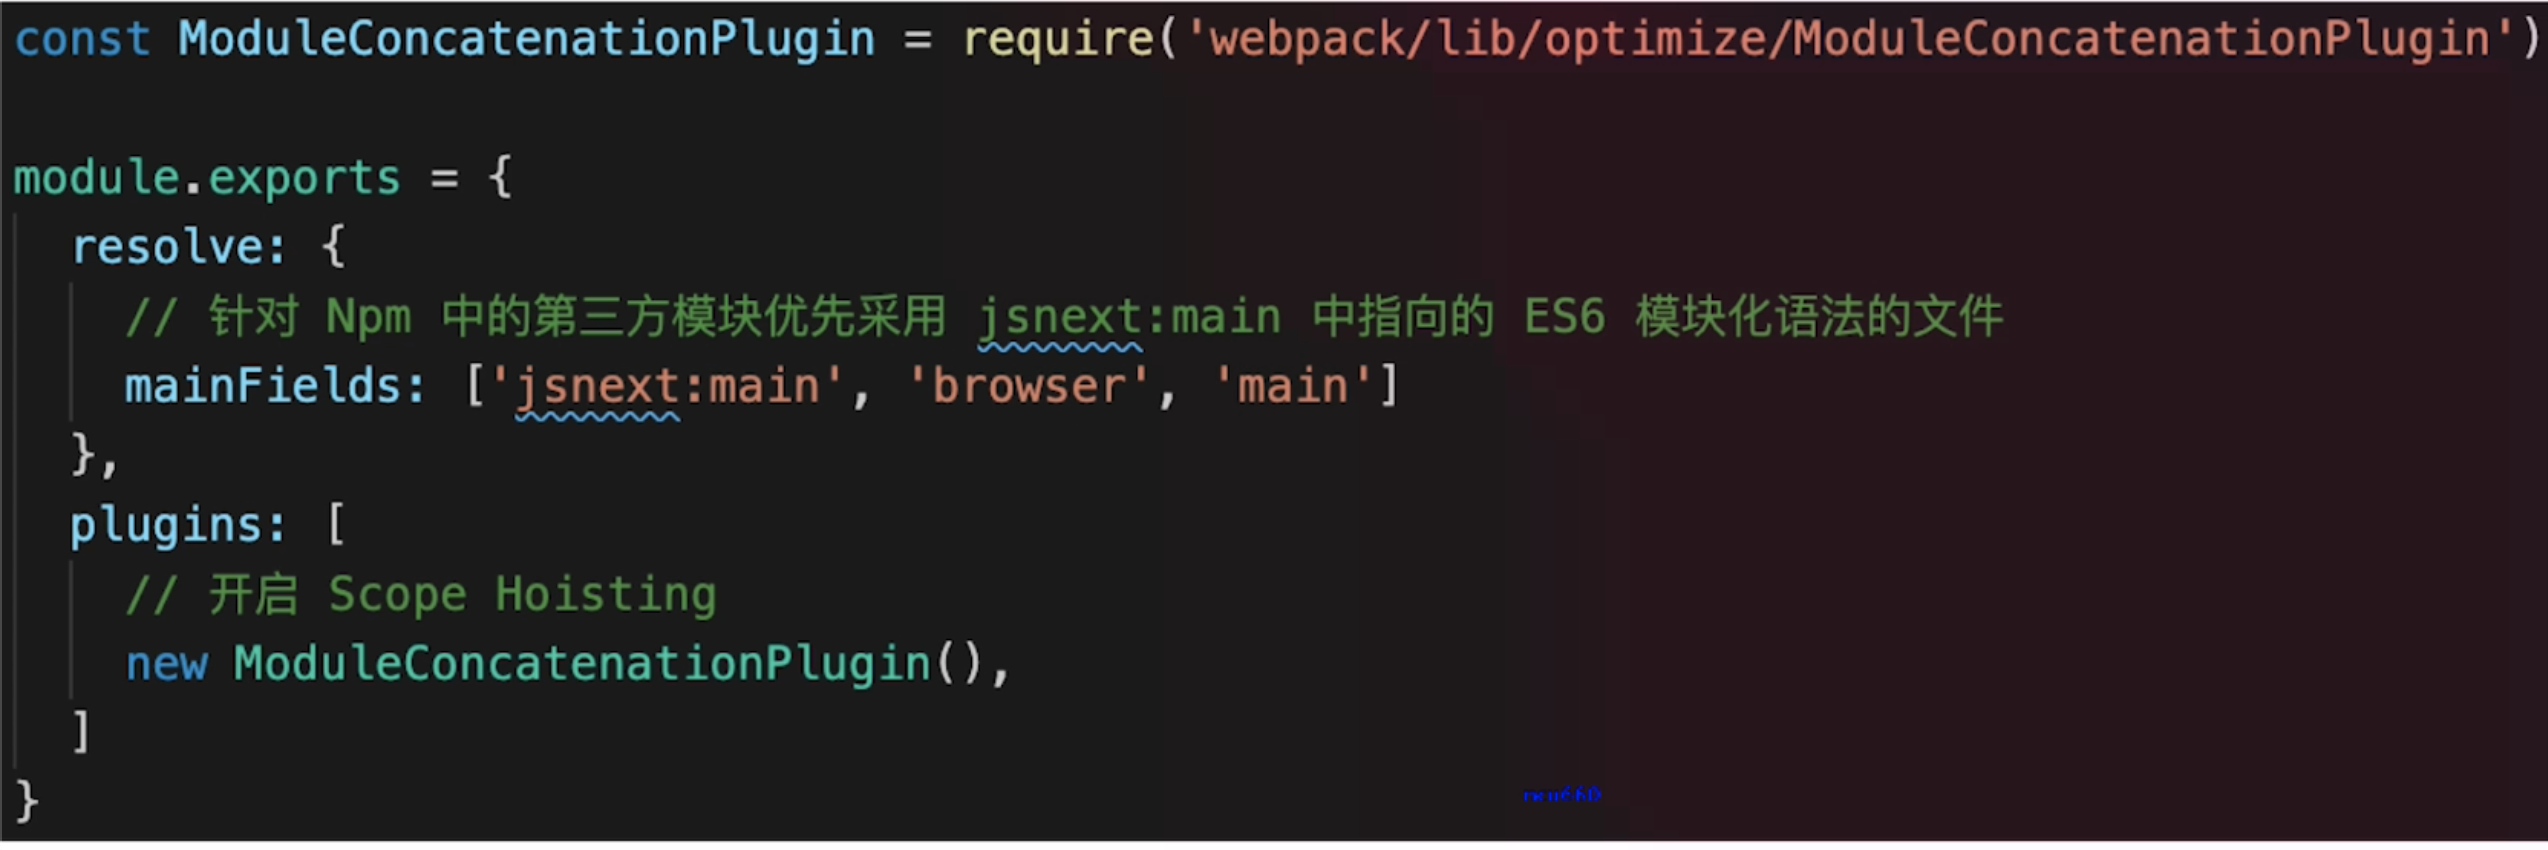 const ModuleConcatenationPlugin = require('webpack/lib/optimize/ModuleConcatenationPlugin')
module.exports = {
resolve: {
// 针对 Npm 中的第三方模块优先采用 jsnext:main 中指向的 ES6 模块化语法的文件
mainFields: ['jsnext:main', 'browser', 'main']
},
plugins: [
// 开启 Scope Hoisting
new ModuleConcatenationPlugin(),
]
}